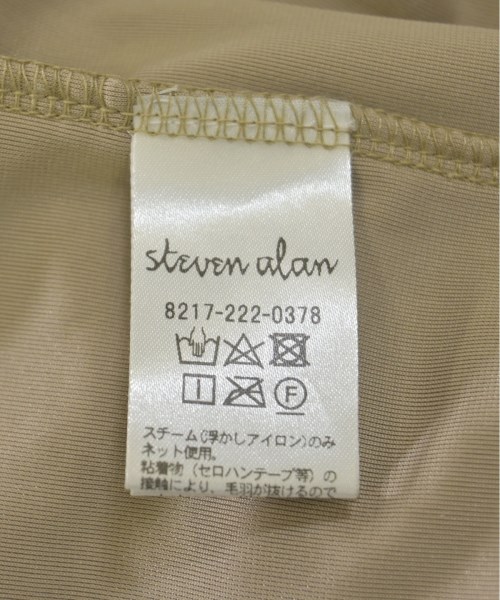 steven alan
8217-222-0378
F
スチーム(浮かしアイロン)のみ
ネット使用。
粘着物(セロハンテープ等)の
接触により、毛羽が抜けるので